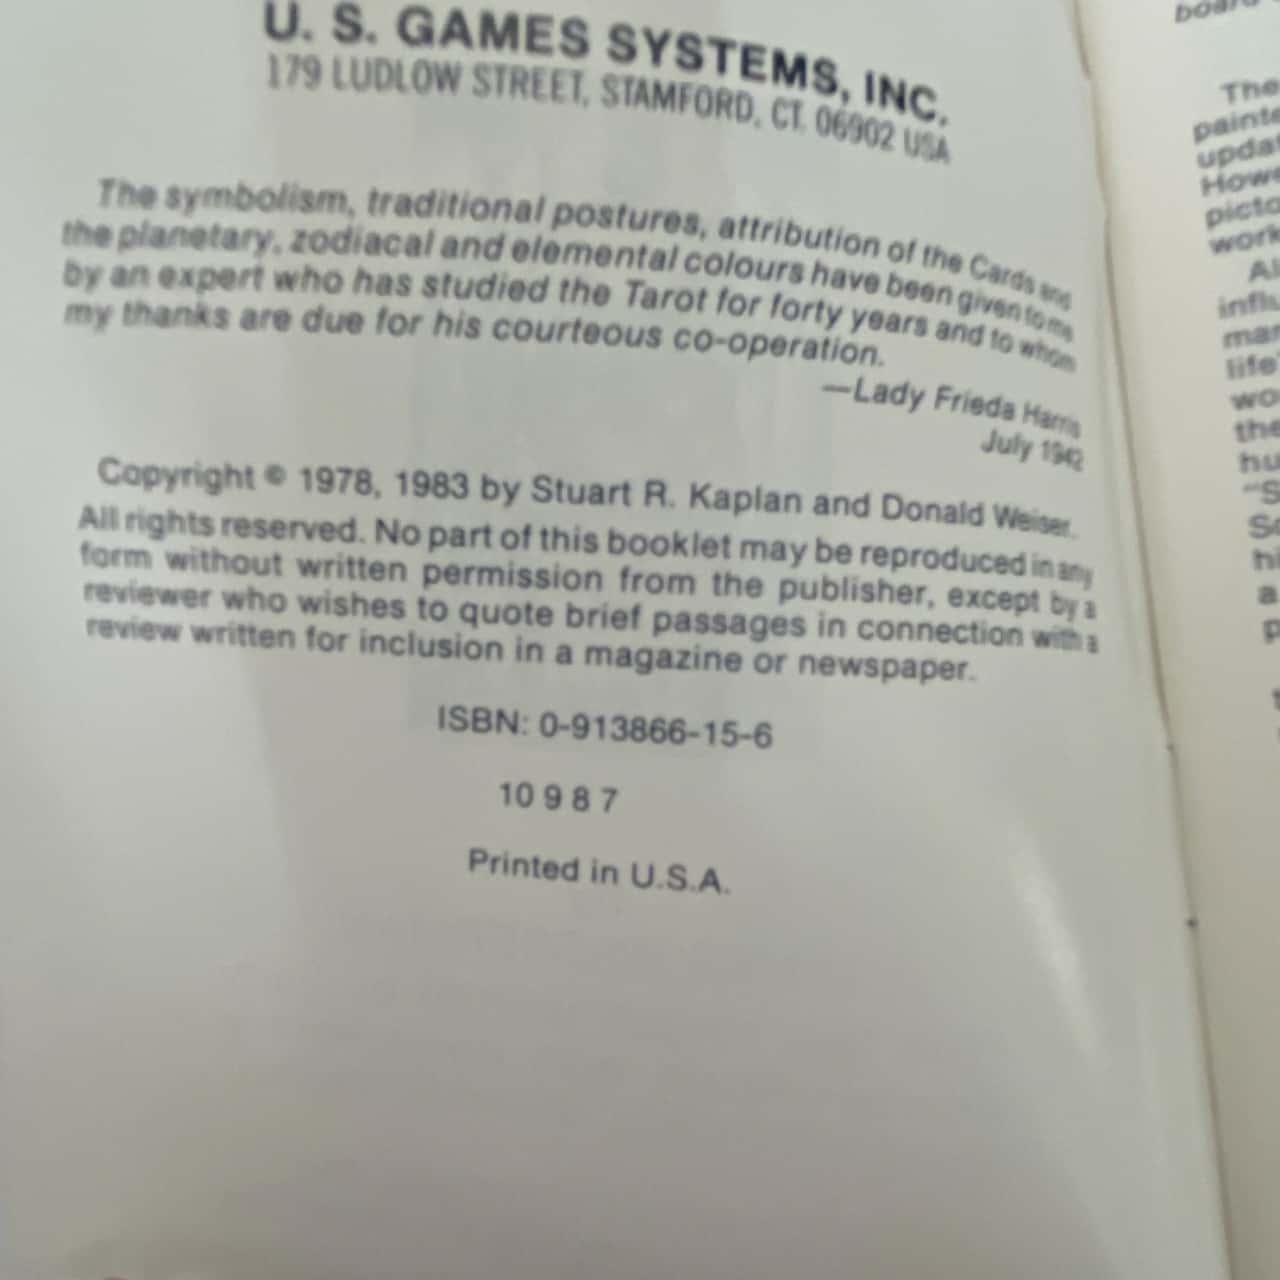 U. S. GAMES SYSTEMS, INC.
179 LUDLOW STREET, STAMFORD, CT. 06902 USA
The symbolism, traditional postures, attribution of the Cards and
the planetary, zodiacal and elemental colours have been given to me
by an expert who has studied the Tarot for forty years and to whom
my thanks are due for his courteous co-operation.
—Lady Frieda Harris
July 1942
Copyright © 1978, 1983 by Stuart R. Kaplan and Donald Weiser.
All rights reserved. No part of this booklet may be reproduced in any
form without written permission from the publisher, except by a
reviewer who wishes to quote brief passages in connection with a
review written for inclusion in a magazine or newspaper.
ISBN: 0-913866-15-6
10 9 8 7
Printed in U.S.A.
board
The